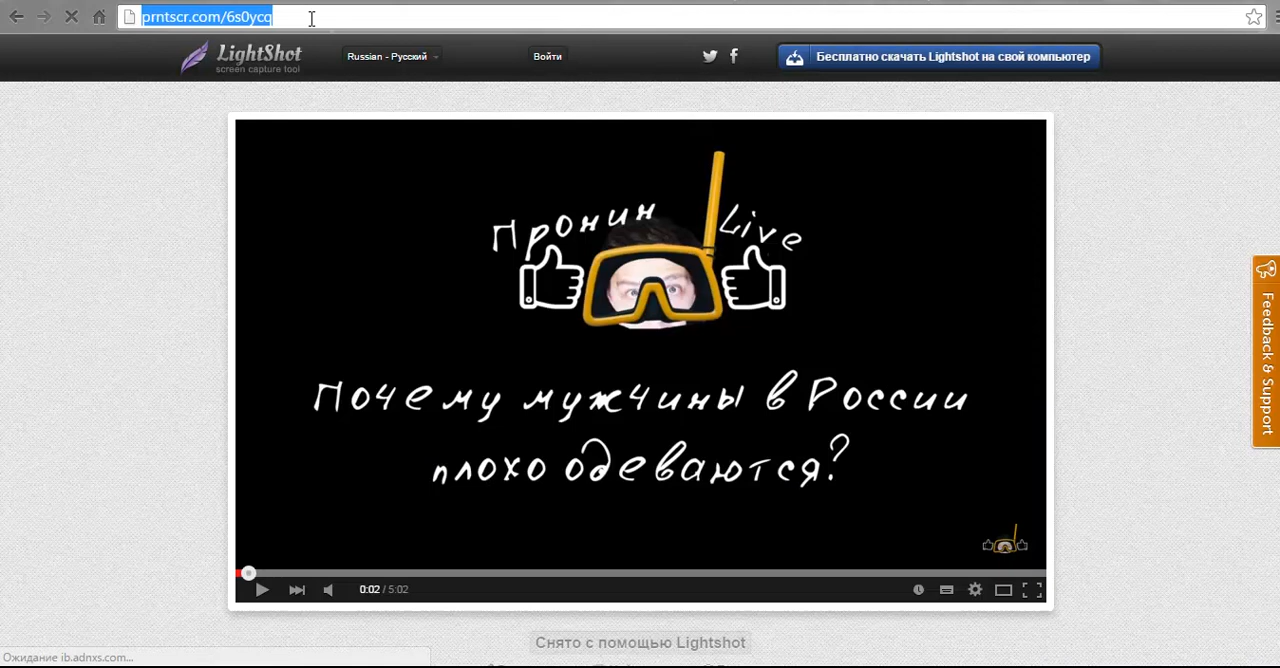 prntscr.com/6s0ycq
LightShot
screen capture tool
Russian - Русский
Войти
Бесплатно скачать Lightshot на свой компьютер
Пронин Live
Почему мужчины в России
плохо одеваются?
Feedback & Support
0:02 / 5:02
Снято с помощью Lightshot
Ожидание ib.adnxs.com...